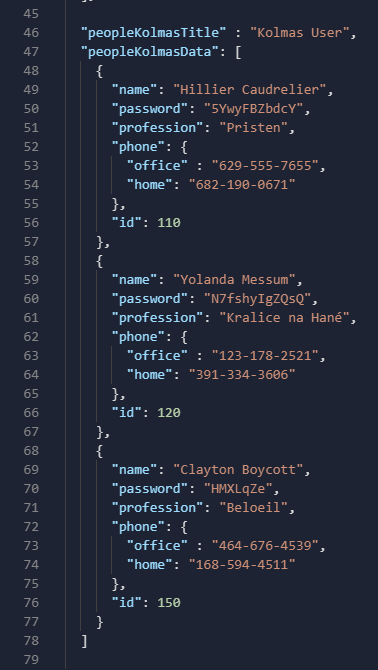 45
46 "peopleKolmasTitle" : "Kolmas User",
47 "peopleKolmasData": [
48 {
49 "name": "Hillier Caudrelier",
50 "password": "5YwyFBZbdcY",
51 "profession": "Pristen",
52 "phone": {
53 "office" : "629-555-7655",
54 "home": "682-190-0671"
55 },
56 "id": 110
57 },
58 {
59 "name": "Yolanda Messum",
60 "password": "N7fshyIgZQsQ",
61 "profession": "Kralice na Hané",
62 "phone": {
63 "office" : "123-178-2521",
64 "home": "391-334-3606"
65 },
66 "id": 120
67 },
68 {
69 "name": "Clayton Boycott",
70 "password": "HMXLqZe",
71 "profession": "Beloeil",
72 "phone": {
73 "office" : "464-676-4539",
74 "home": "168-594-4511"
75 },
76 "id": 150
77 }
78 ]
79